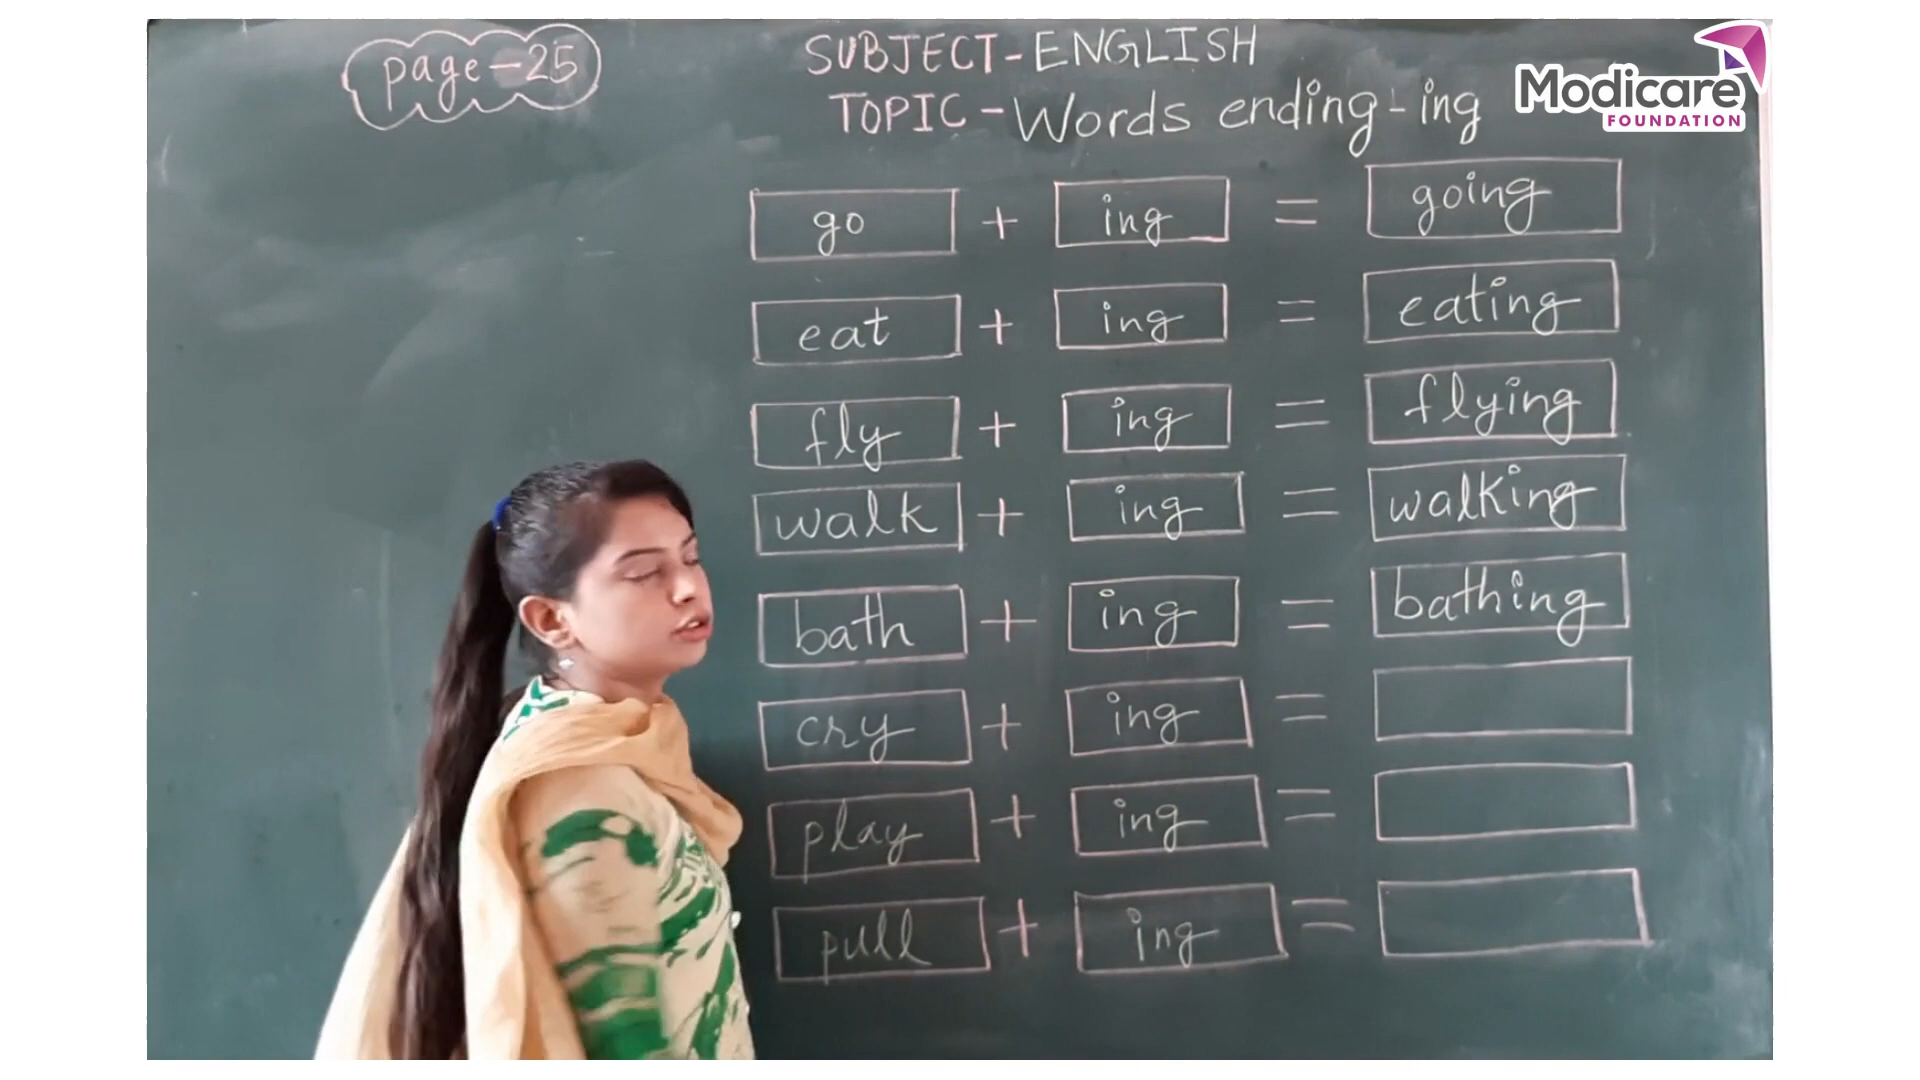 page-25
SUBJECT-ENGLISH
TOPIC-Words ending-ing
Modicare
FOUNDATION
go + ing = going
eat + ing = eating
fly + ing = flying
walk + ing = walking
bath + ing = bathing
cry + ing =
play + ing =
pull + ing =